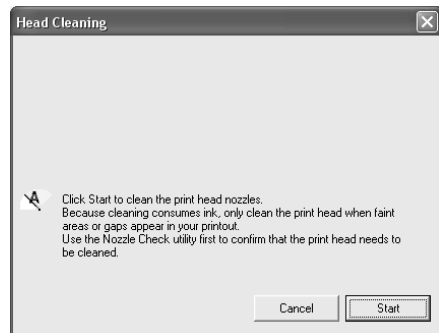 Head Cleaning
Click Start to clean the print head nozzles.
Because cleaning consumes ink, only clean the print head when faint
areas or gaps appear in your printout.
Use the Nozzle Check utility first to confirm that the print head needs to
be cleaned.
Cancel Start